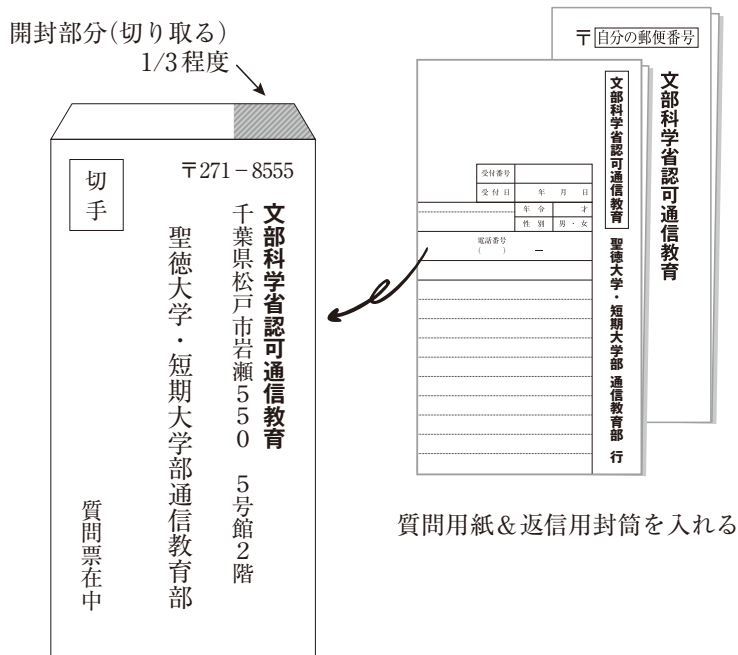 開封部分(切り取る)
1/3程度
切手
〒271－8555
文部科学省認可通信教育
千葉県松戸市岩瀬550　5号館2階
聖徳大学・短期大学部通信教育部
質問票在中
〒自分の郵便番号
文部科学省認可通信教育
文部科学省認可通信教育 聖徳大学・短期大学部 通信教育部 行
受付番号
受付日 年 月 日
年令 才
性別 男・女
電話番号
( ) ―
質問用紙&返信用封筒を入れる